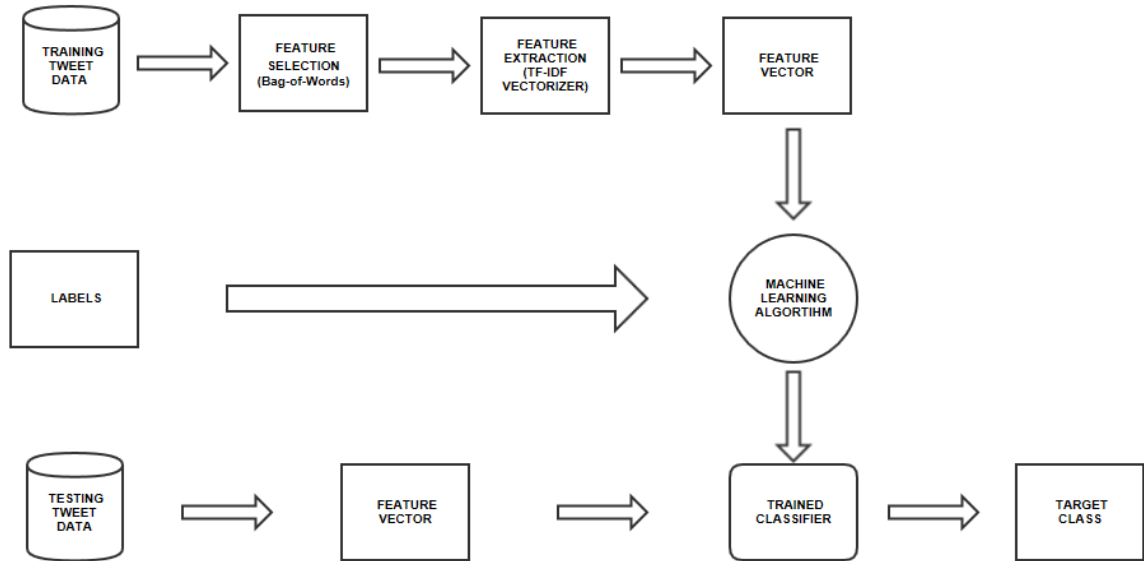 TRAINING
TWEET
DATA
FEATURE
SELECTION
(Bag-of-Words)
FEATURE
EXTRACTION
(TF-IDF
VECTORIZER)
FEATURE
VECTOR
LABELS
MACHINE
LEARNING
ALGORTIHM
TESTING
TWEET
DATA
FEATURE
VECTOR
TRAINED
CLASSIFIER
TARGET
CLASS